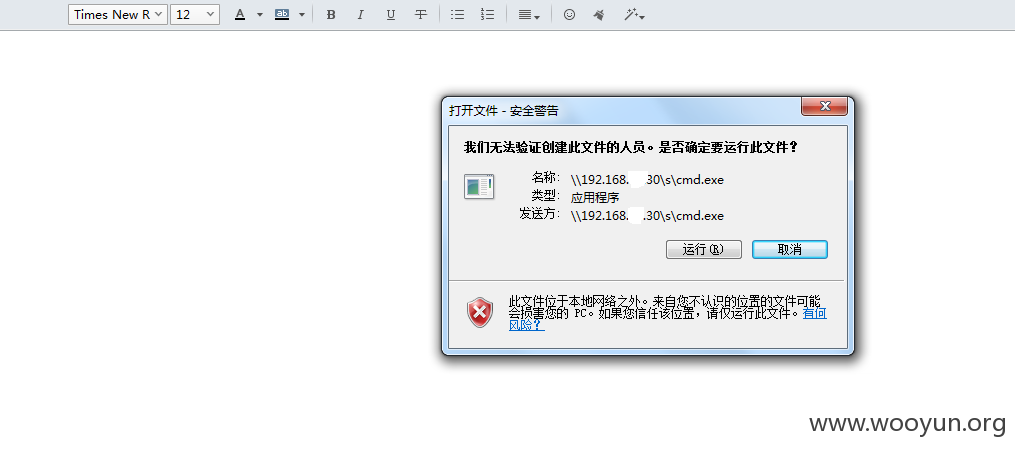 Times New R
12
A
ab
B
I
U
T
打开文件 - 安全警告
我们无法验证创建此文件的人员。是否确定要运行此文件？
名称: \\192.168. .30\s\cmd.exe
类型: 应用程序
发送方: \\192.168. .30\s\cmd.exe
运行(R)
取消
此文件位于本地网络之外。来自您不认识的位置的文件可能
会损害您的 PC。如果您信任该位置，请仅运行此文件。有何
风险？
www.wooyun.org